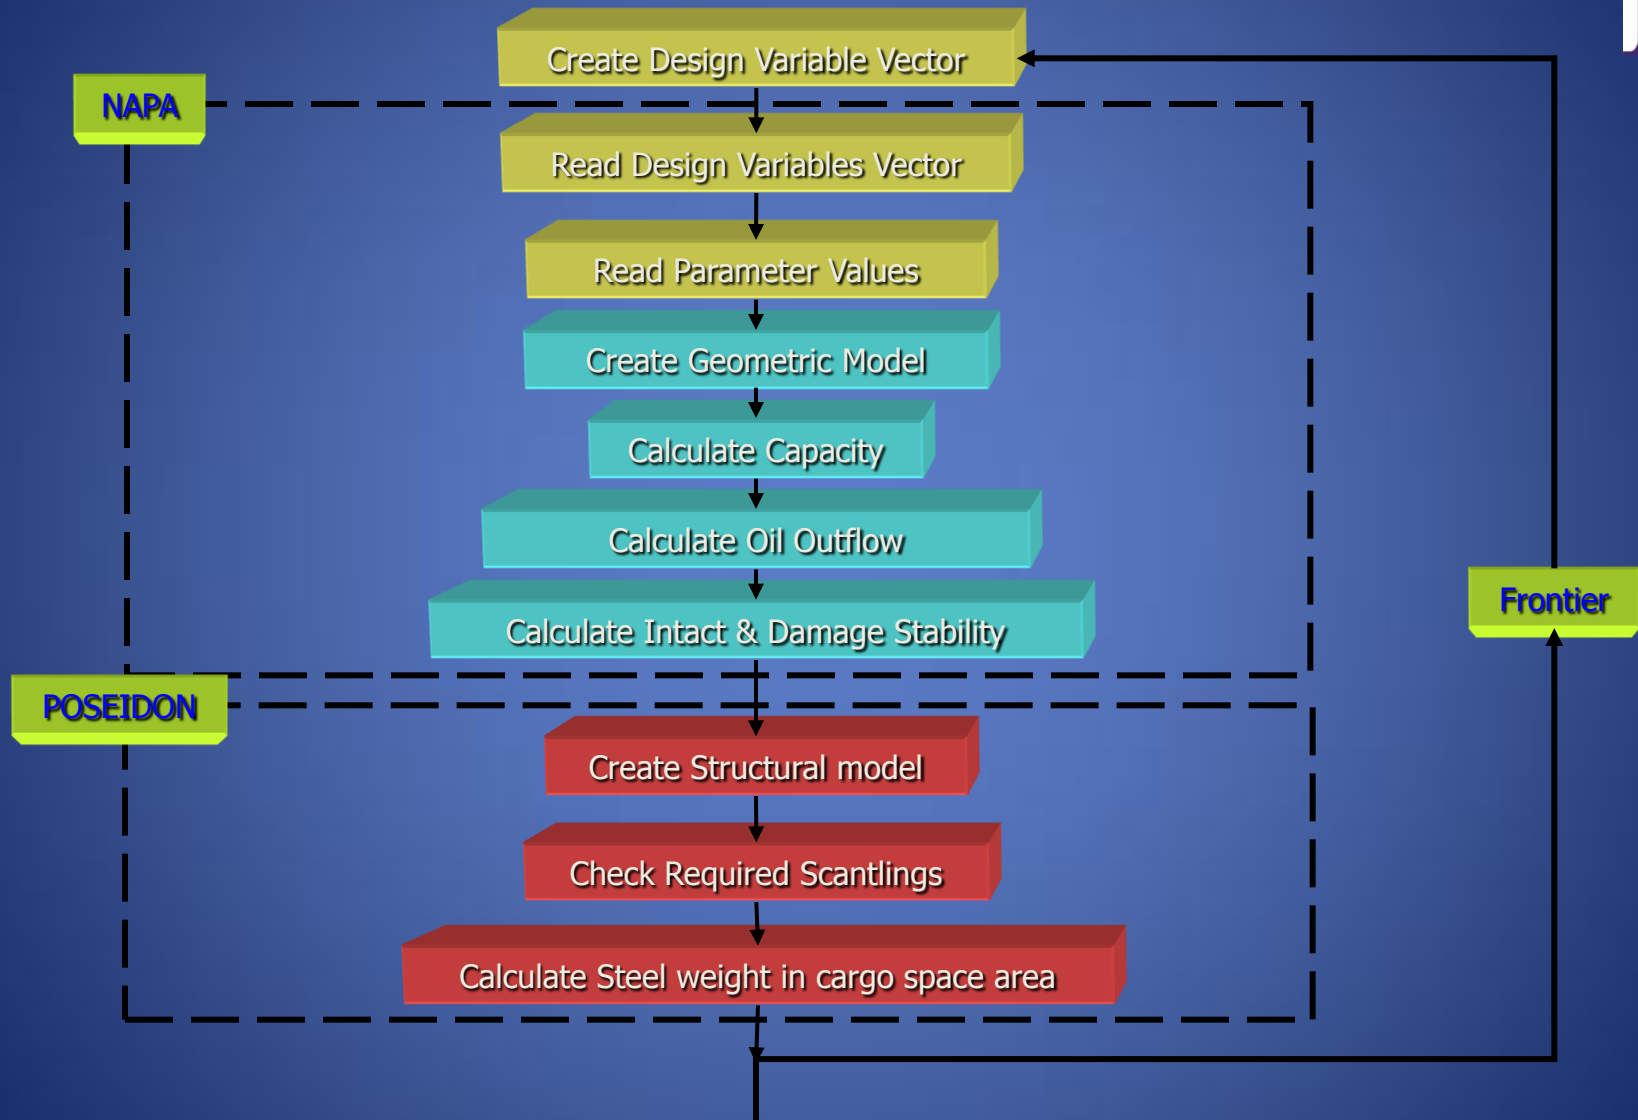 Create Design Variable Vector
NAPA
Read Design Variables Vector
Read Parameter Values
Create Geometric Model
Calculate Capacity
Calculate Oil Outflow
Frontier
Calculate Intact & Damage Stability
POSEIDON
Create Structural model
Check Required Scantlings
Calculate Steel weight in cargo space area